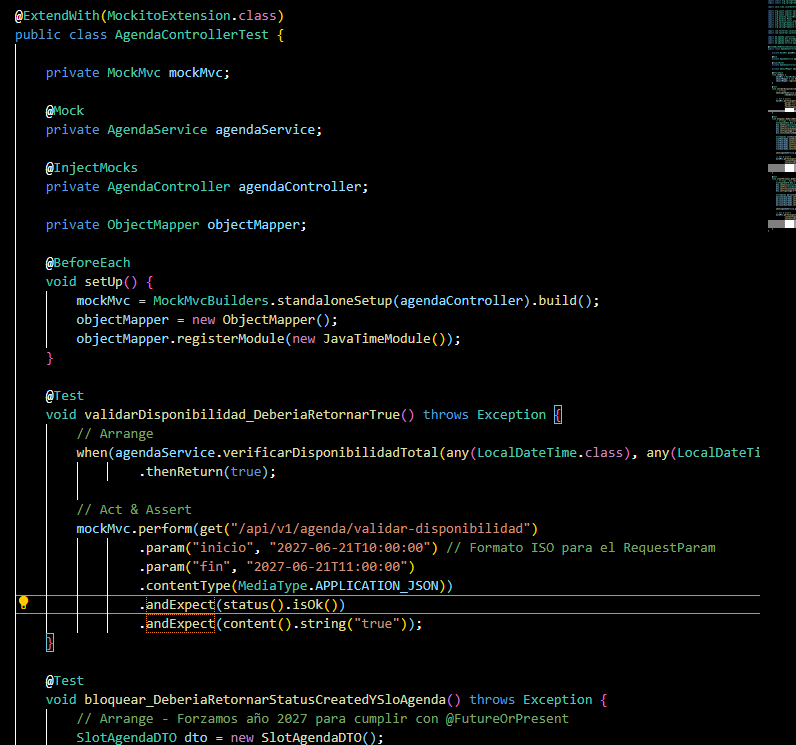 @ExtendWith(MockitoExtension.class)
public class AgendaControllerTest {
private MockMvc mockMvc;
@Mock
private AgendaService agendaService;
@InjectMocks
private AgendaController agendaController;
private ObjectMapper objectMapper;
@BeforeEach
void setUp() {
mockMvc = MockMvcBuilders.standaloneSetup(agendaController).build();
objectMapper = new ObjectMapper();
objectMapper.registerModule(new JavaTimeModule());
}
@Test
void validarDisponibilidad_DeberiaRetornarTrue() throws Exception {
// Arrange
when(agendaService.verificarDisponibilidadTotal(any(LocalDateTime.class), any(LocalDateTi
.thenReturn(true);
// Act & Assert
mockMvc.perform(get("/api/v1/agenda/validar-disponibilidad")
.param("inicio", "2027-06-21T10:00:00") // Formato ISO para el RequestParam
.param("fin", "2027-06-21T11:00:00")
.contentType(MediaType.APPLICATION_JSON))
.andExpect(status().isOk())
.andExpect(content().string("true"));
}
@Test
void bloquear_DeberiaRetornarStatusCreatedYSloAgenda() throws Exception {
// Arrange - Forzamos año 2027 para cumplir con @FutureOrPresent
SlotAgendaDTO dto = new SlotAgendaDTO();